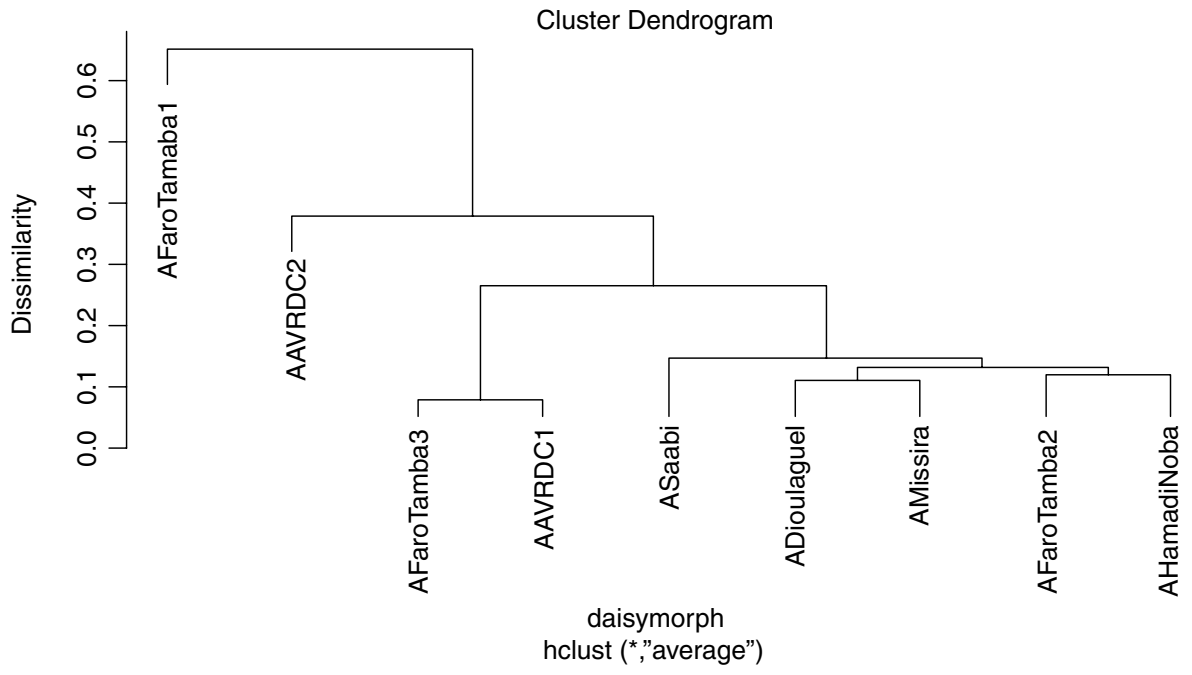 Cluster Dendrogram
Dissimilarity
0.6
0.5
0.4
0.3
0.2
0.1
0.0
AFaroTamaba1
AAVRDC2
AFaroTamba3
AAVRDC1
ASaabi
ADioulaguel
AMissira
AFaroTamba2
AHamadiNoba
daisymorph
hclust (*,”average”)